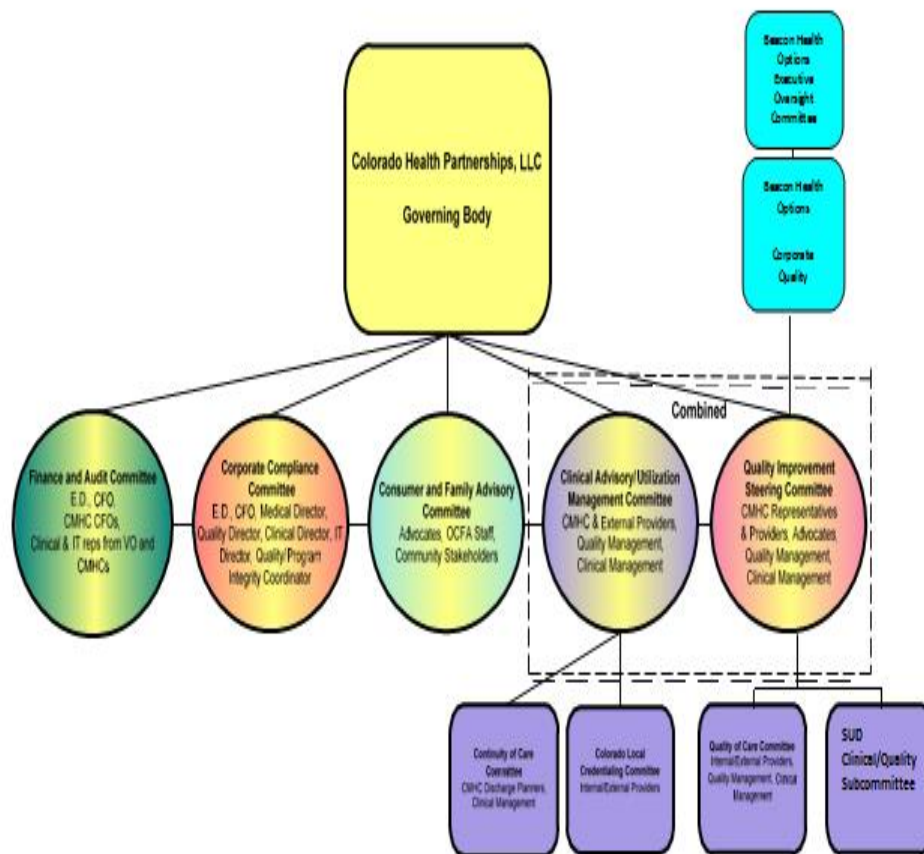 Beacon Health
Options
Executive
Oversight
Committee
Colorado Health Partnerships, LLC
Governing Body
Beacon Health
Options
Corporate
Quality
Combined
Finance and Audit Committee
E.D., CFO,
CMHC CFOs,
Clinical & IT reps from VO and
CMHCs
Corporate Compliance
Committee
E.D., CFO, Medical Director,
Quality Director, Clinical Director, IT
Director, Quality/Program
Integrity Coordinator
Consumer and Family Advisory
Committee
Advocates, OCFA Staff,
Community Stakeholders
Clinical Advisory/Utilization
Management Committee
CMHC & External Providers,
Quality Management,
Clinical Management
Quality Improvement
Steering Committee
CMHC Representatives
& Providers, Advocates,
Quality Management,
Clinical Management
Continuity of Care
Committee
CMHC Discharge Planners,
Clinical Management
Colorado Local
Credentialing Committee
Internal/External Providers
Quality of Care Committee
Internal/External Providers,
Quality Management, Clinical
Management
SUD
Clinical/Quality
Subcommittee